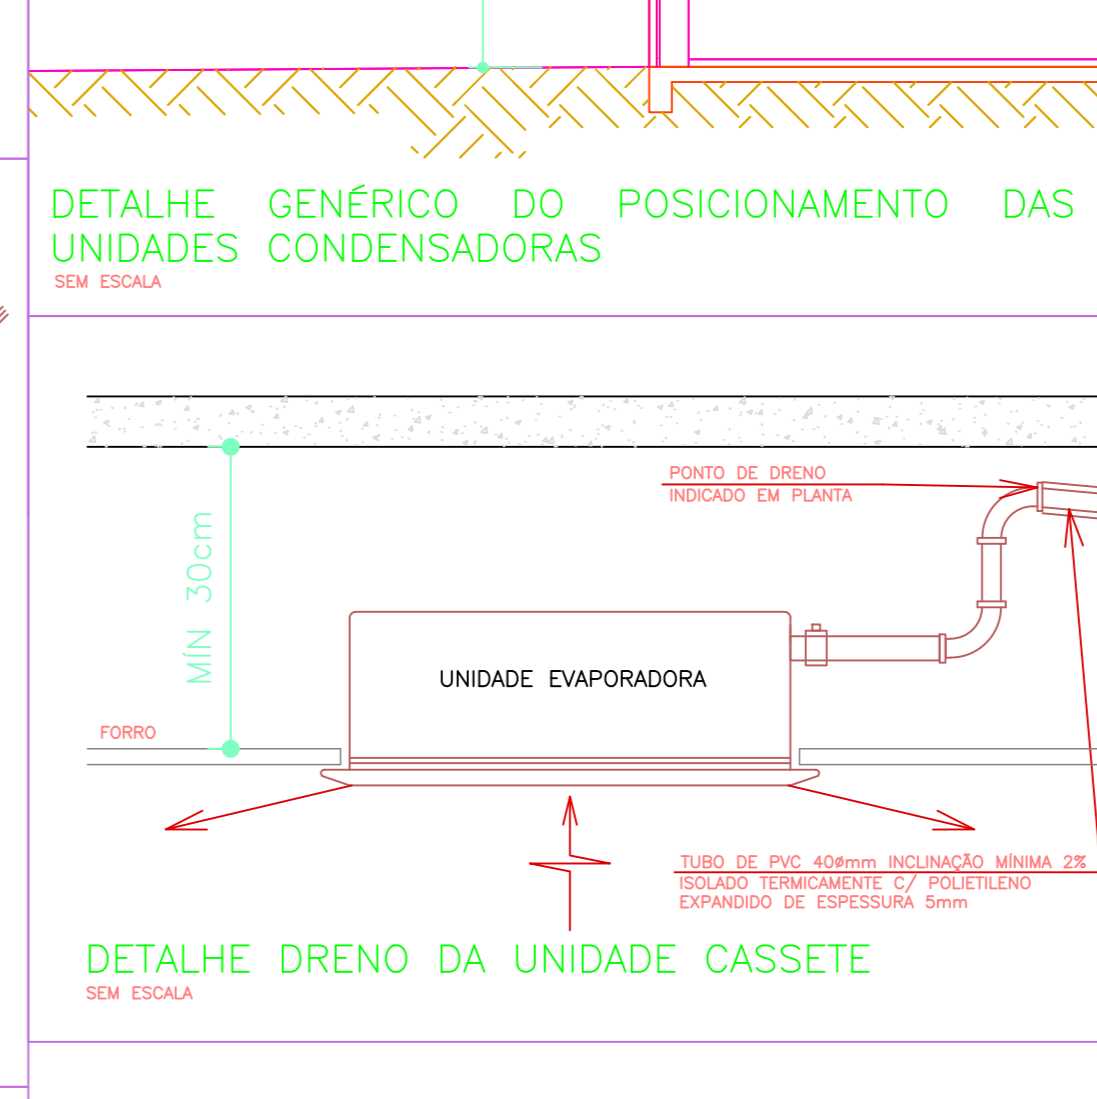 DETALHE GENÉRICO DO POSICIONAMENTO DAS
UNIDADES CONDENSADORAS
SEM ESCALA
PONTO DE DRENO
INDICADO EM PLANTA
MÍN 30cm
UNIDADE EVAPORADORA
FORRO
TUBO DE PVC 40ømm INCLINAÇÃO MÍNIMA 2%
ISOLADO TERMICAMENTE C/ POLIETILENO
EXPANDIDO DE ESPESSURA 5mm
DETALHE DRENO DA UNIDADE CASSETE
SEM ESCALA